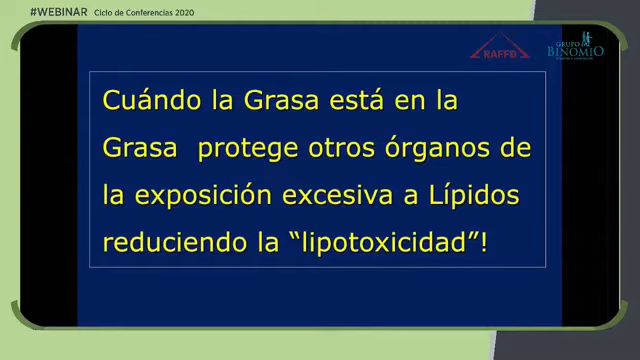 #WEBINAR Ciclo de Conferencias 2020
RAFFO
GRUPO
BINOMIO
Cuándo la Grasa está en la
Grasa protege otros órganos de
la exposición excesiva a Lípidos
reduciendo la “lipotoxicidad”!